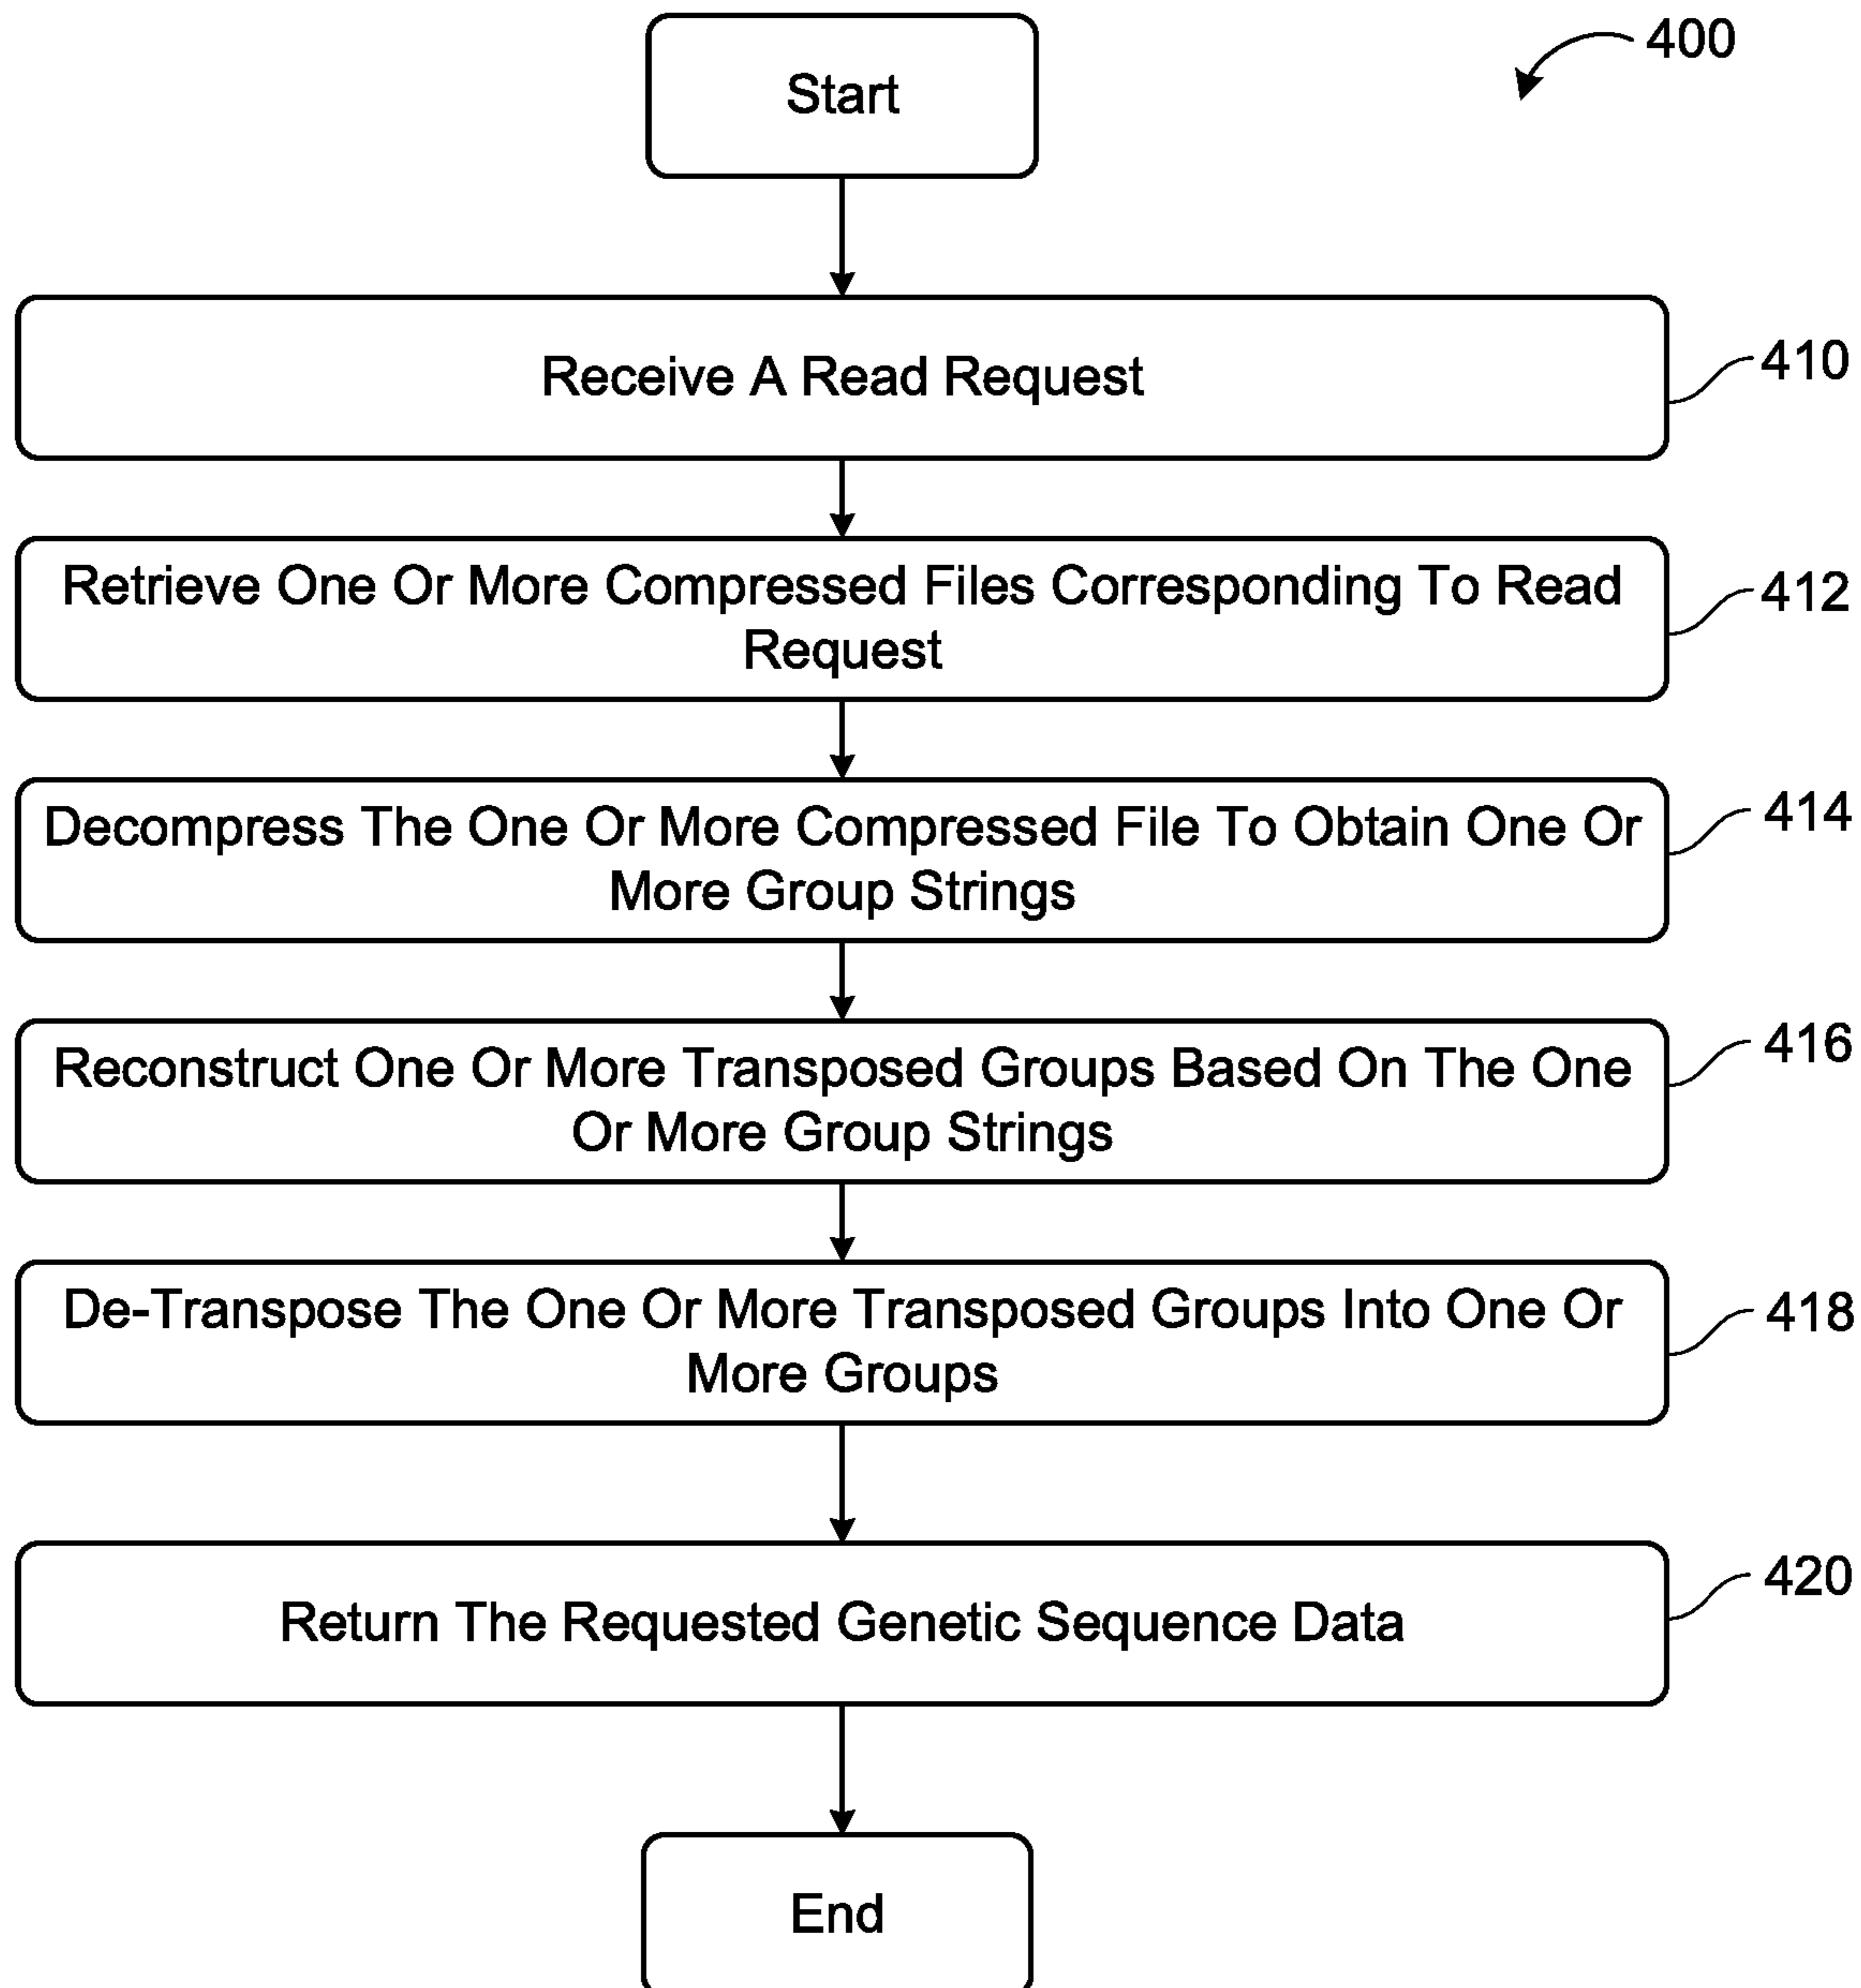 Start
400
Receive A Read Request
410
Retrieve One Or More Compressed Files Corresponding To Read
Request
412
Decompress The One Or More Compressed File To Obtain One Or
More Group Strings
414
Reconstruct One Or More Transposed Groups Based On The One
Or More Group Strings
416
De-Transpose The One Or More Transposed Groups Into One Or
More Groups
418
Return The Requested Genetic Sequence Data
420
End